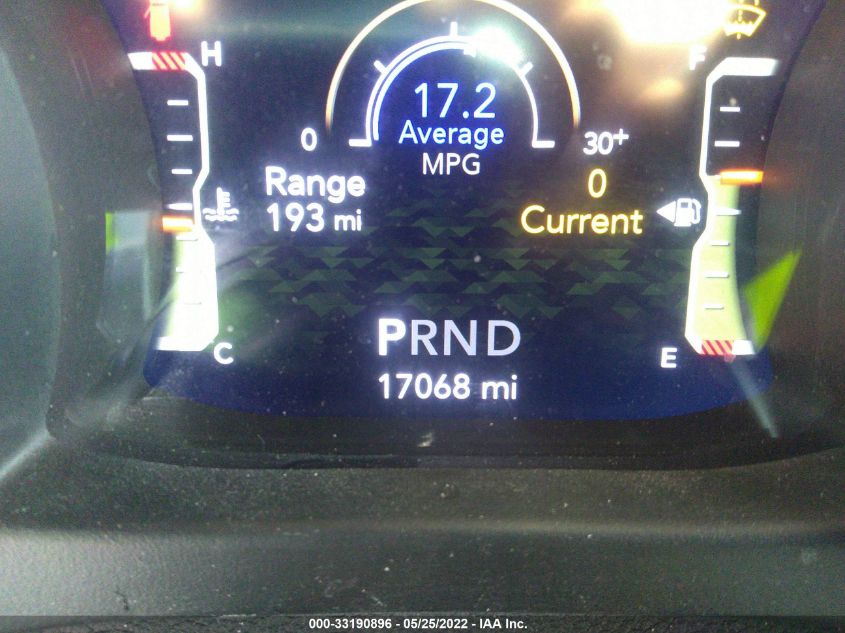 H
F
17.2
Average
MPG
0
30+
Range
193 mi
0
Current
C
E
PRND
17068 mi
000-33190896 - 05/25/2022 - IAA Inc.